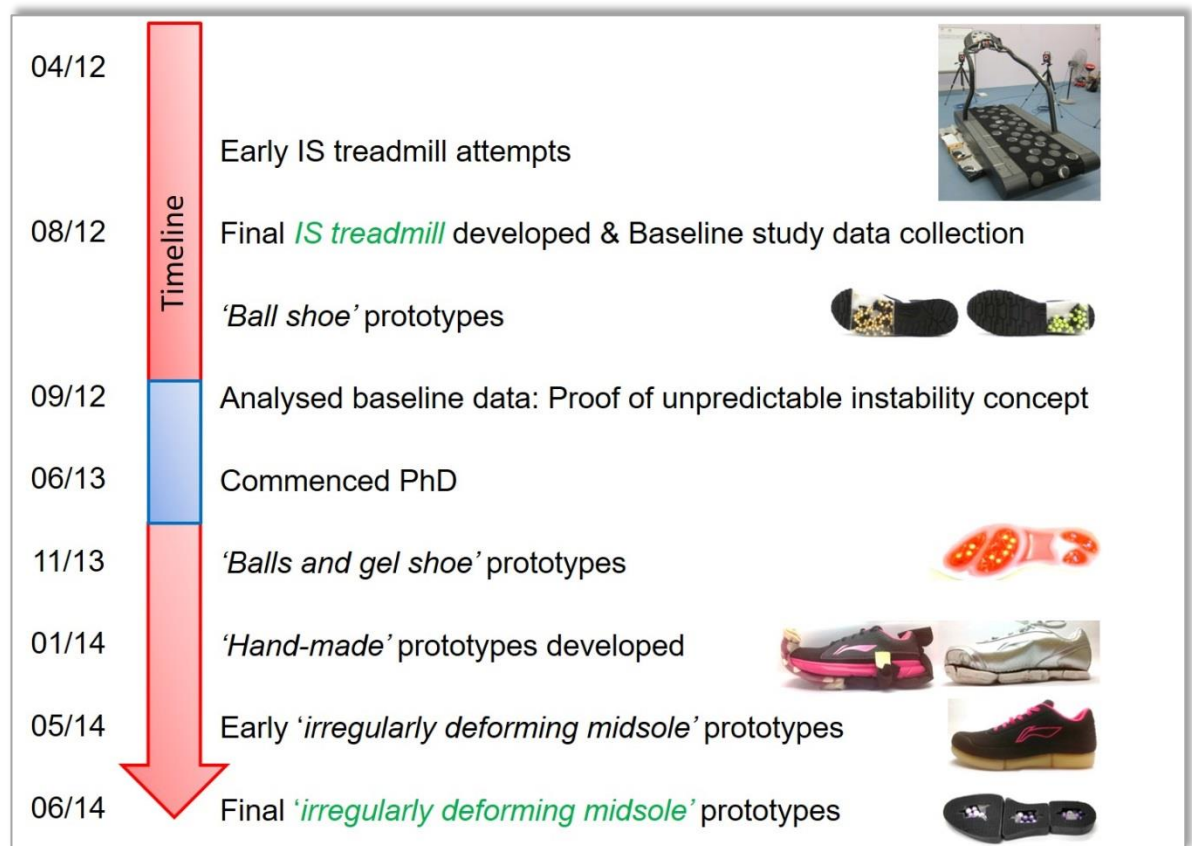 04/12
Early IS treadmill attempts
08/12 Final IS treadmill developed & Baseline study data collection
‘Ball shoe’ prototypes
Timeline
09/12 Analysed baseline data: Proof of unpredictable instability concept
06/13 Commenced PhD
11/13 ‘Balls and gel shoe’ prototypes
01/14 ‘Hand-made’ prototypes developed
05/14 Early ‘irregularly deforming midsole’ prototypes
06/14 Final ‘irregularly deforming midsole’ prototypes